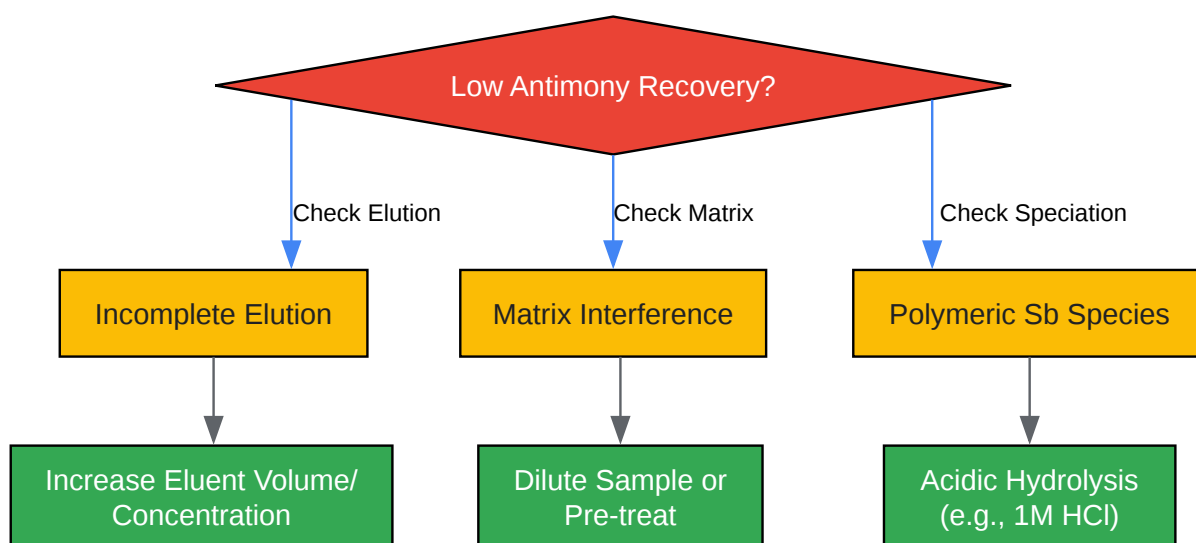 Low Antimony Recovery?
Check Elution
Check Matrix
Check Speciation
Incomplete Elution
Matrix Interference
Polymeric Sb Species
Increase Eluent Volume/
Concentration
Dilute Sample or
Pre-treat
Acidic Hydrolysis
(e.g., 1M HCl)